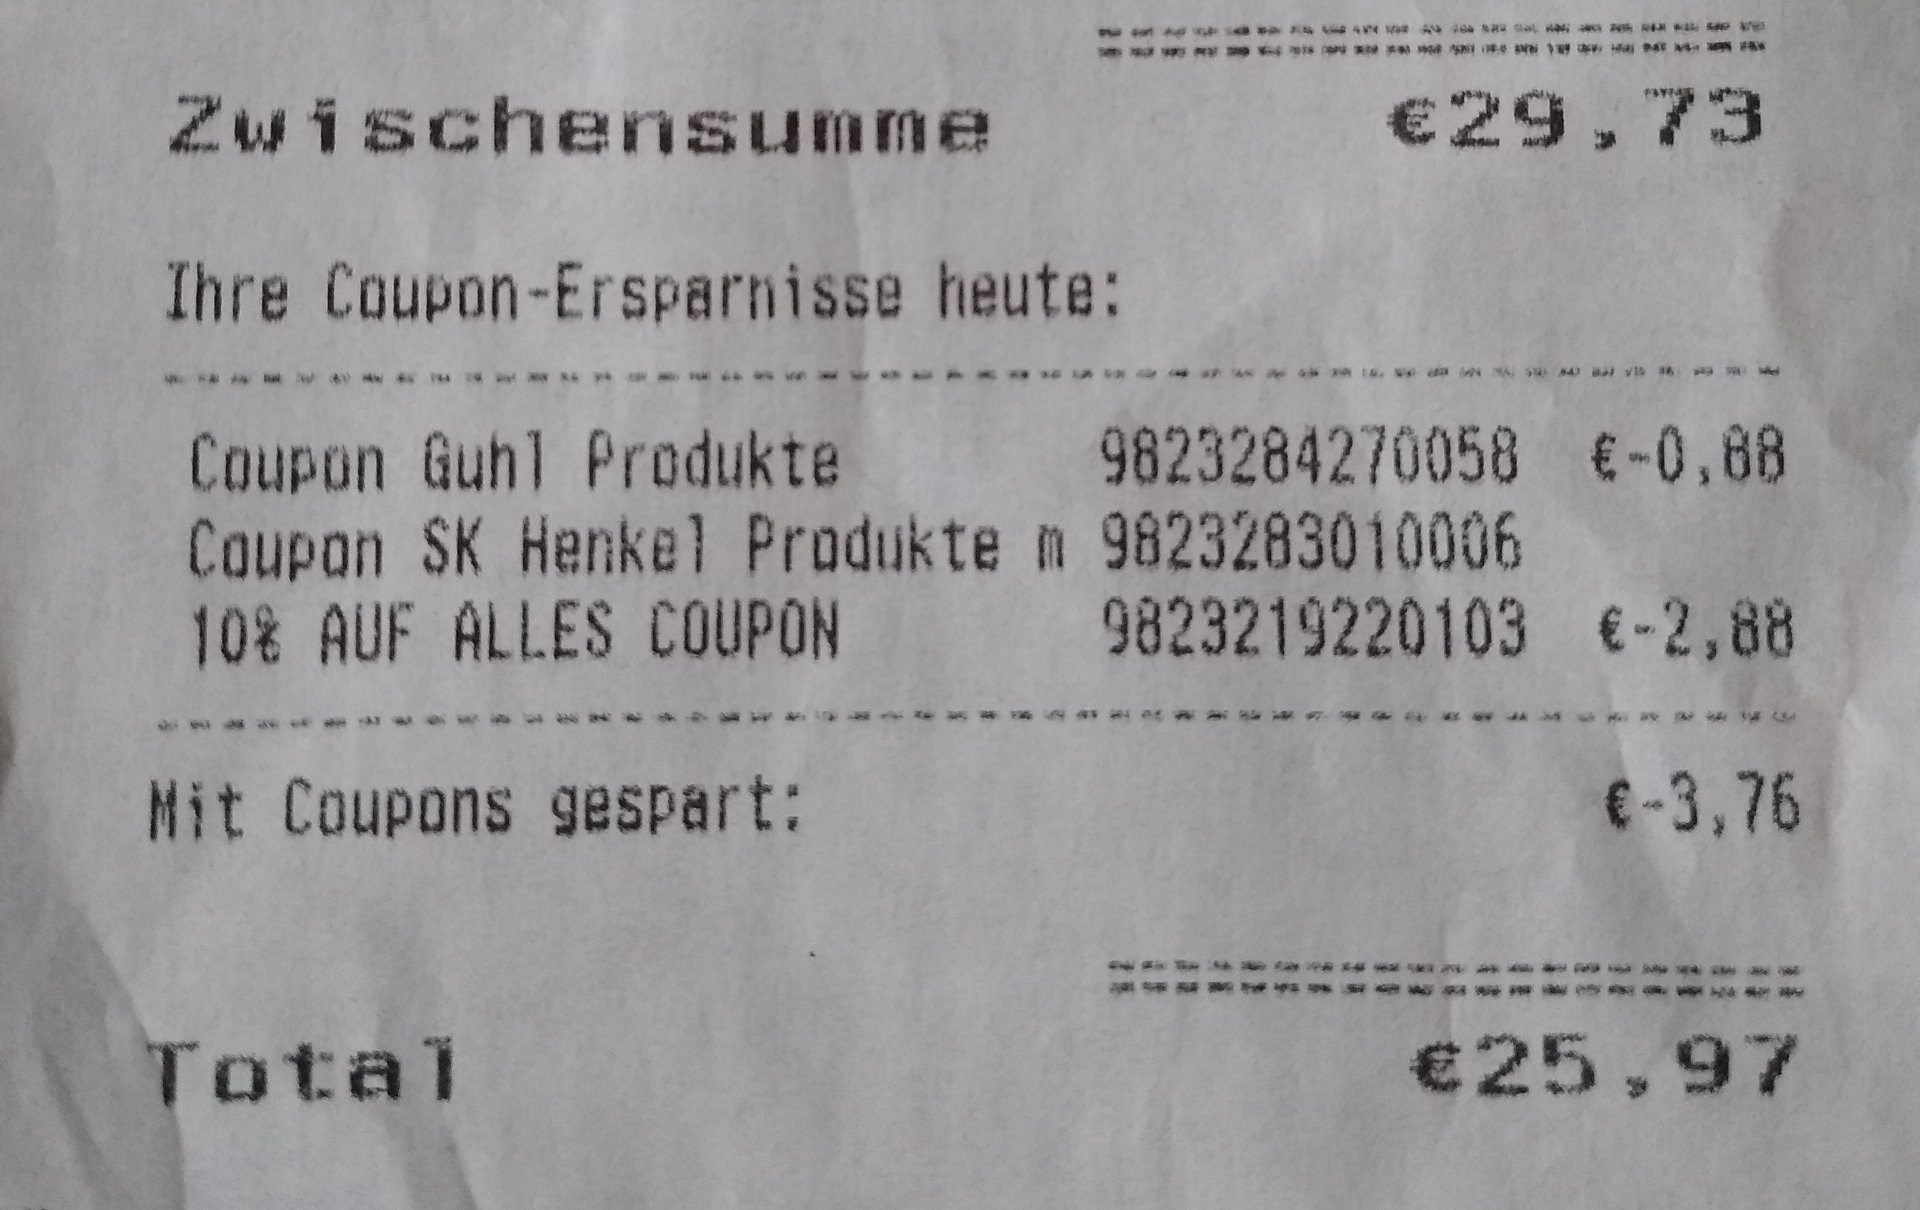 Zwischensumme €29,73
Ihre Coupon-Ersparnisse heute:
Coupon Guhl Produkte 9823284270058 €-0,88
Coupon SK Henkel Produkte m 9823283010006
10% AUF ALLES COUPON 9823219220103 €-2,88
Mit Coupons gespart: €-3,76
Total €25,97